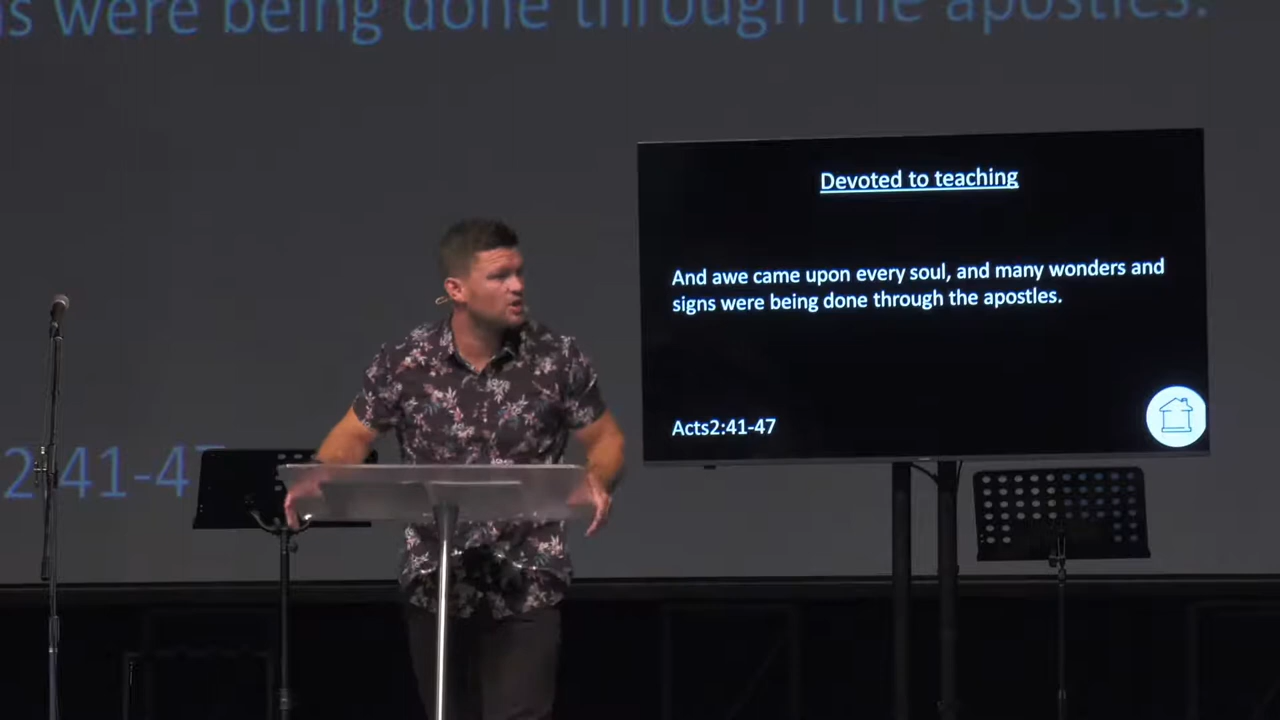 s were being done through the apostles.
Devoted to teaching
And awe came upon every soul, and many wonders and
signs were being done through the apostles.
Acts2:41-47
2:41-47